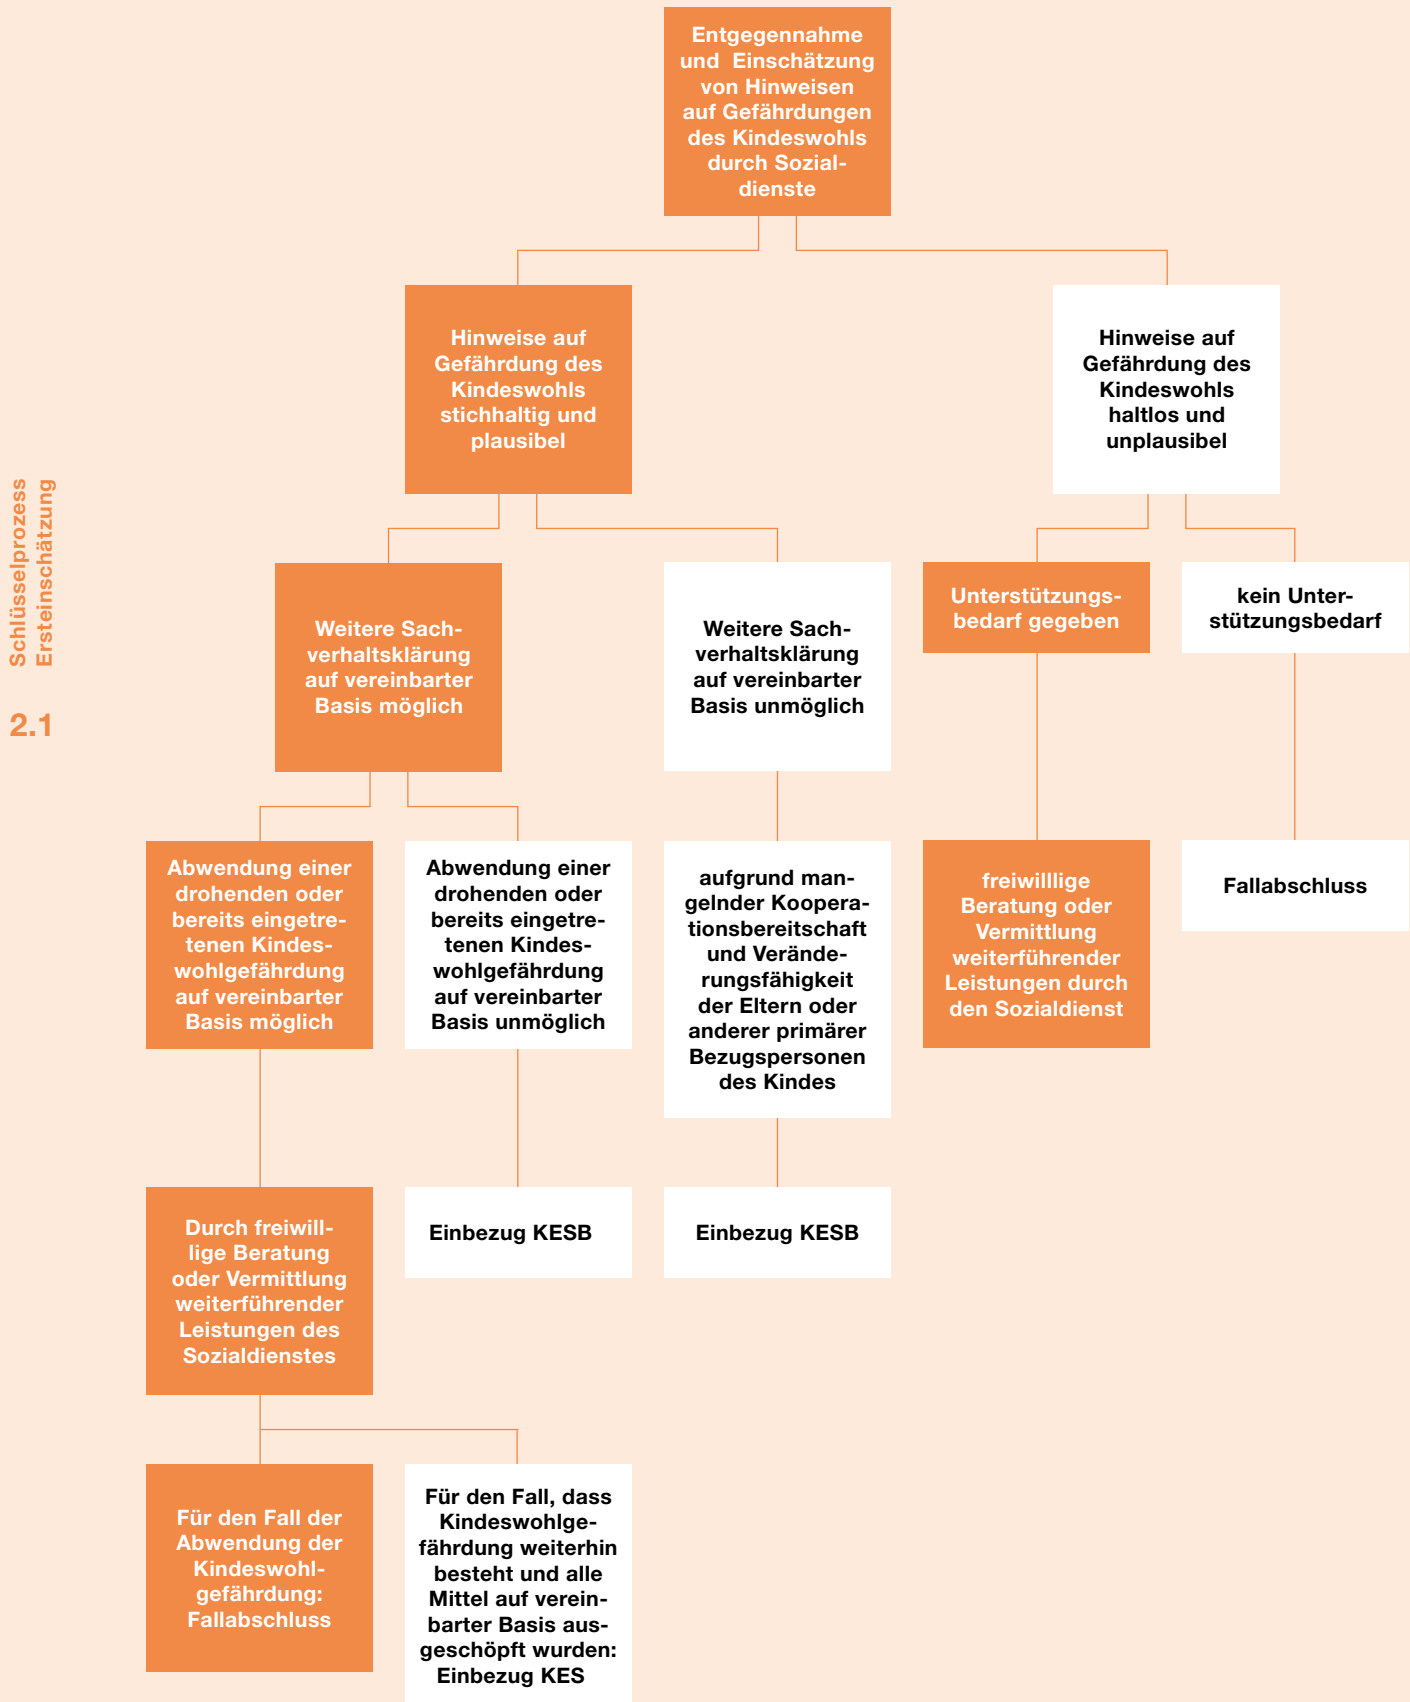 Entgegennahme
und Einschätzung
von Hinweisen
auf Gefährdungen
des Kindeswohls
durch Sozial-
dienste
Hinweise auf
Gefährdung des
Kindeswohls
stichhaltig und
plausibel
Hinweise auf
Gefährdung des
Kindeswohls
haltlos und
unplausibel
Schlüsselprozess
Ersteinschätzung
2.1
Weitere Sach-
verhaltsklärung
auf vereinbarter
Basis möglich
Weitere Sach-
verhaltsklärung
auf vereinbarter
Basis unmöglich
Unterstützungs-
bedarf gegeben
kein Unter-
stützungsbedarf
Abwendung einer
drohenden oder
bereits eingetre-
tenen Kindes-
wohlgefährdung
auf vereinbarter
Basis möglich
Abwendung einer
drohenden oder
bereits eingetre-
tenen Kindes-
wohlgefährdung
auf vereinbarter
Basis unmöglich
aufgrund man-
gelnder Koopera-
tionsbereitschaft
und Verände-
rungsfähigkeit
der Eltern oder
anderer primärer
Bezugspersonen
des Kindes
freiwilllige
Beratung oder
Vermittlung
weiterführender
Leistungen durch
den Sozialdienst
Fallabschluss
Durch freiwill-
lige Beratung
oder Vermittlung
weiterführender
Leistungen des
Sozialdienstes
Einbezug KESB
Einbezug KESB
Für den Fall der
Abwendung der
Kindeswohl-
gefährdung:
Fallabschluss
Für den Fall, dass
Kindeswohlge-
fährdung weiterhin
besteht und alle
Mittel auf verein-
barter Basis aus-
geschöpft wurden:
Einbezug KES